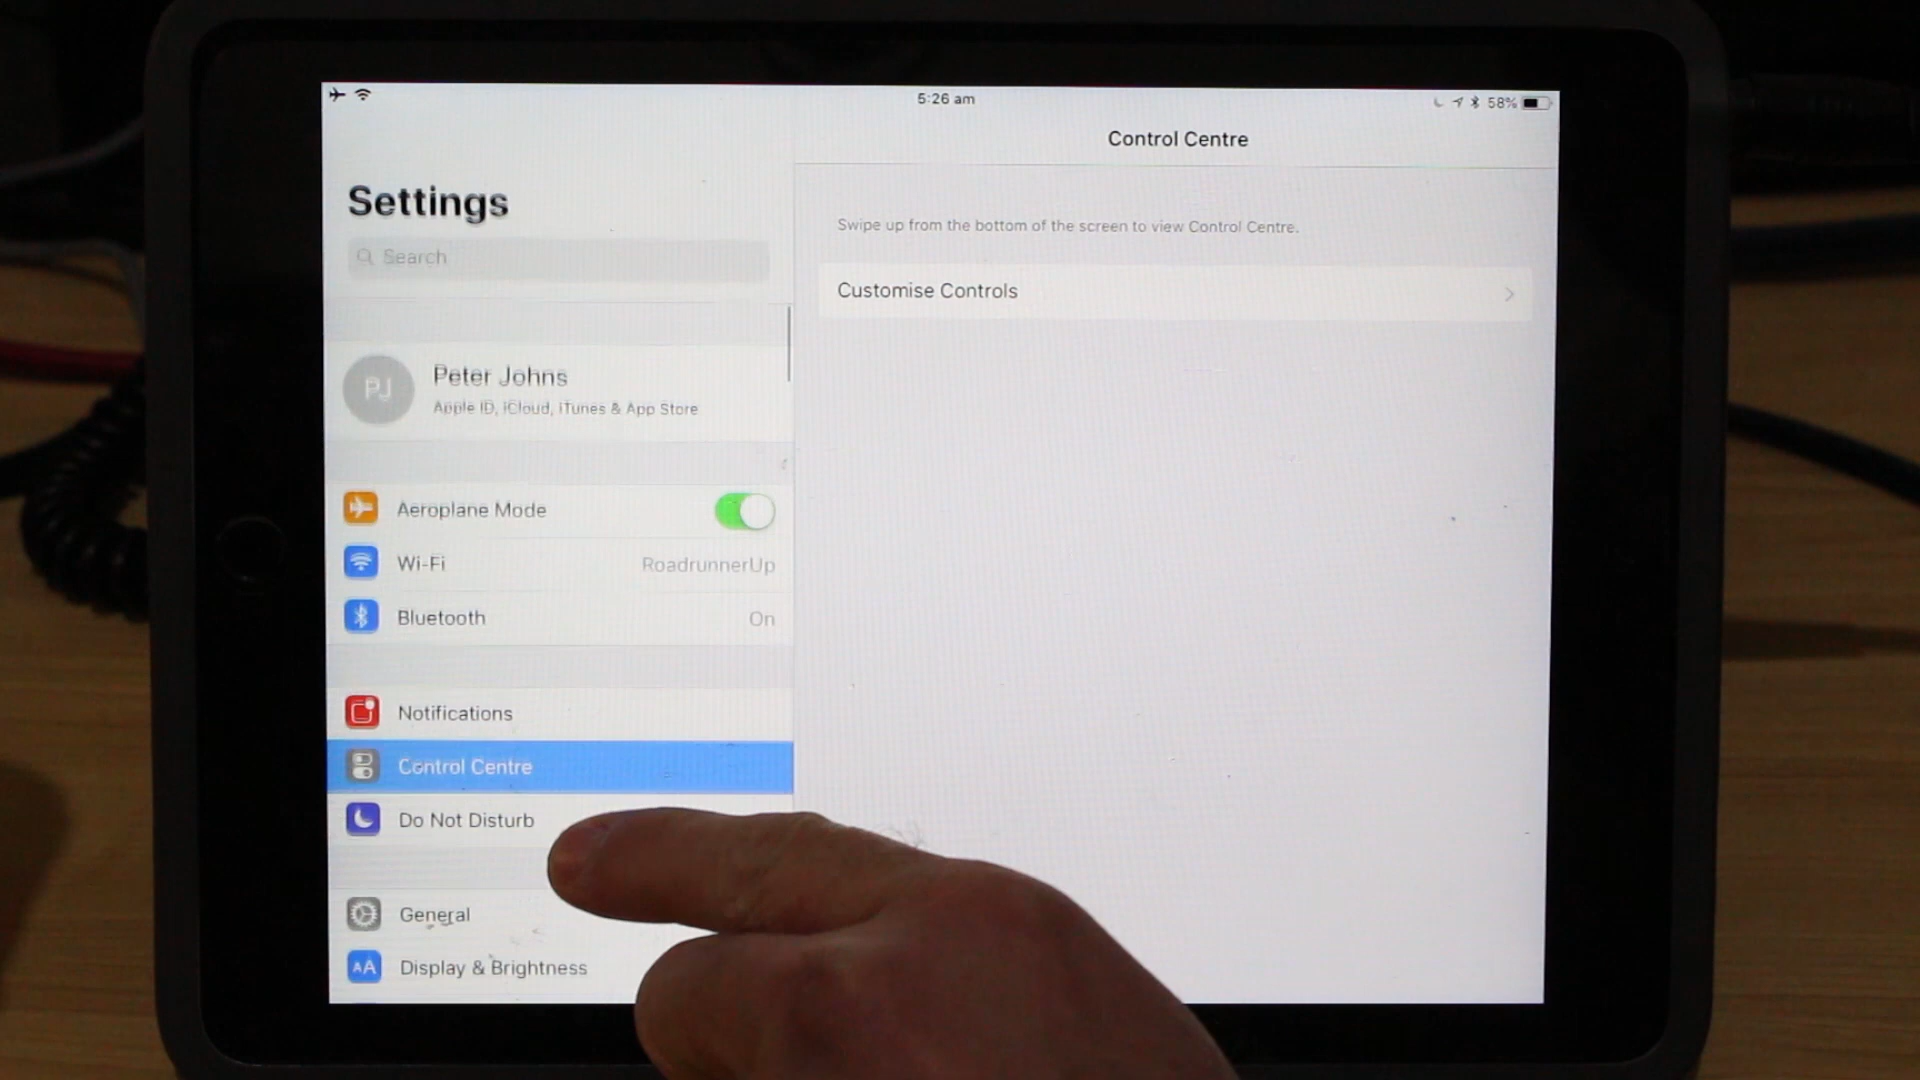 5:26 am
58%
Settings
Search
PJ
Peter Johns
Apple ID, iCloud, iTunes & App Store
Aeroplane Mode
Wi-Fi RoadrunnerUp
Bluetooth On
Notifications
Control Centre
Do Not Disturb
General
AA Display & Brightness
Control Centre
Swipe up from the bottom of the screen to view Control Centre.
Customise Controls